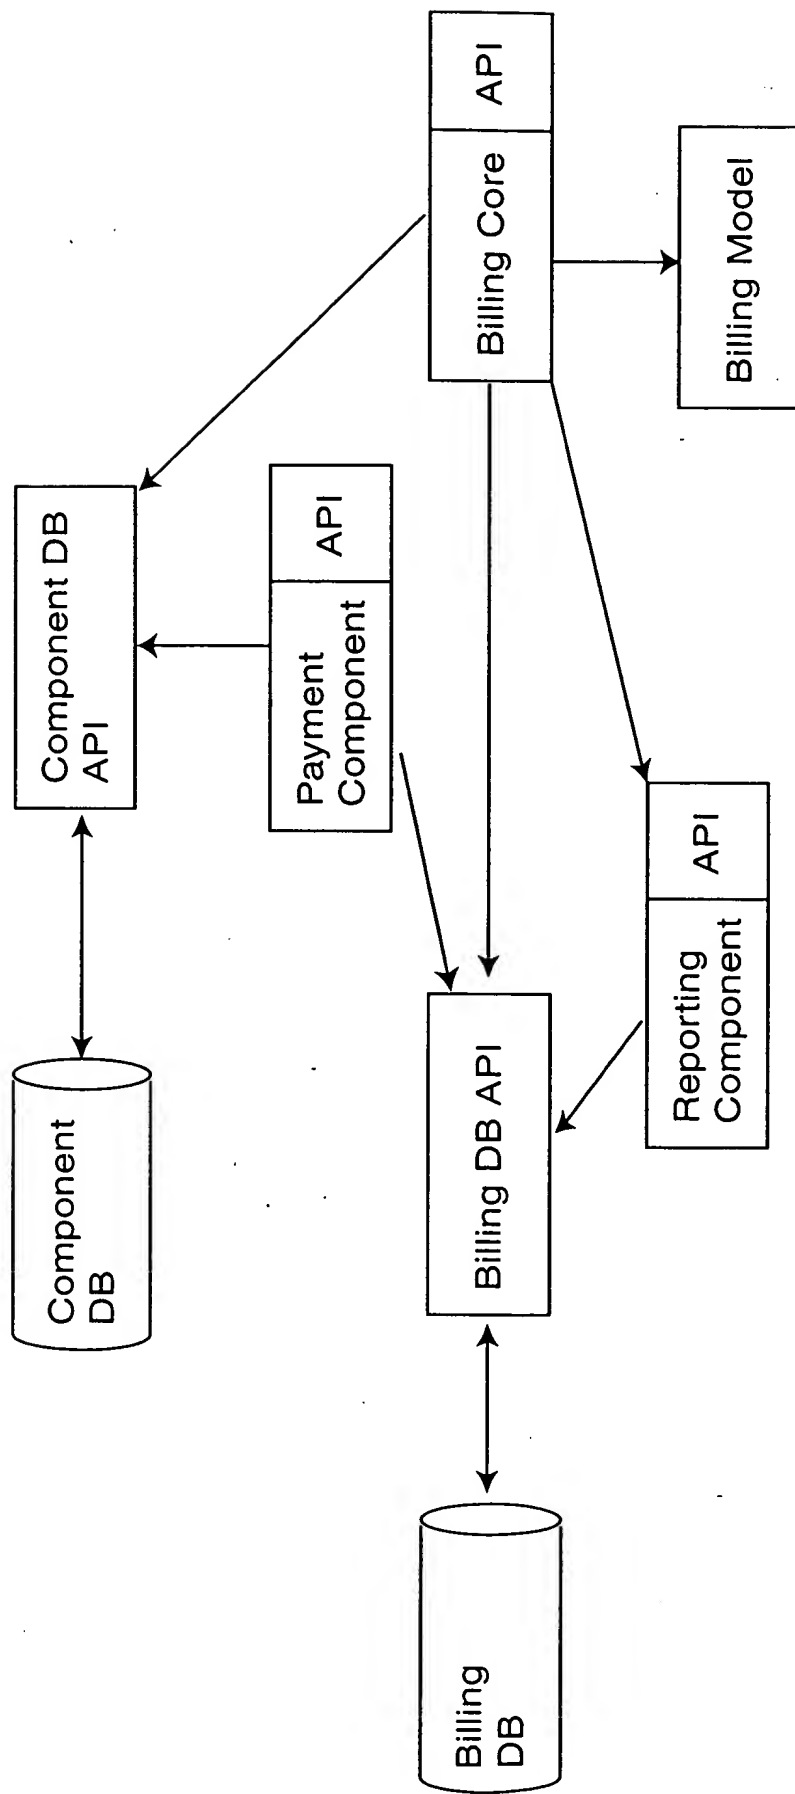 Component
DB
Component DB
API
Payment
Component
API
Billing
DB
Billing DB API
Billing Core
API
Reporting
Component
API
Billing Model